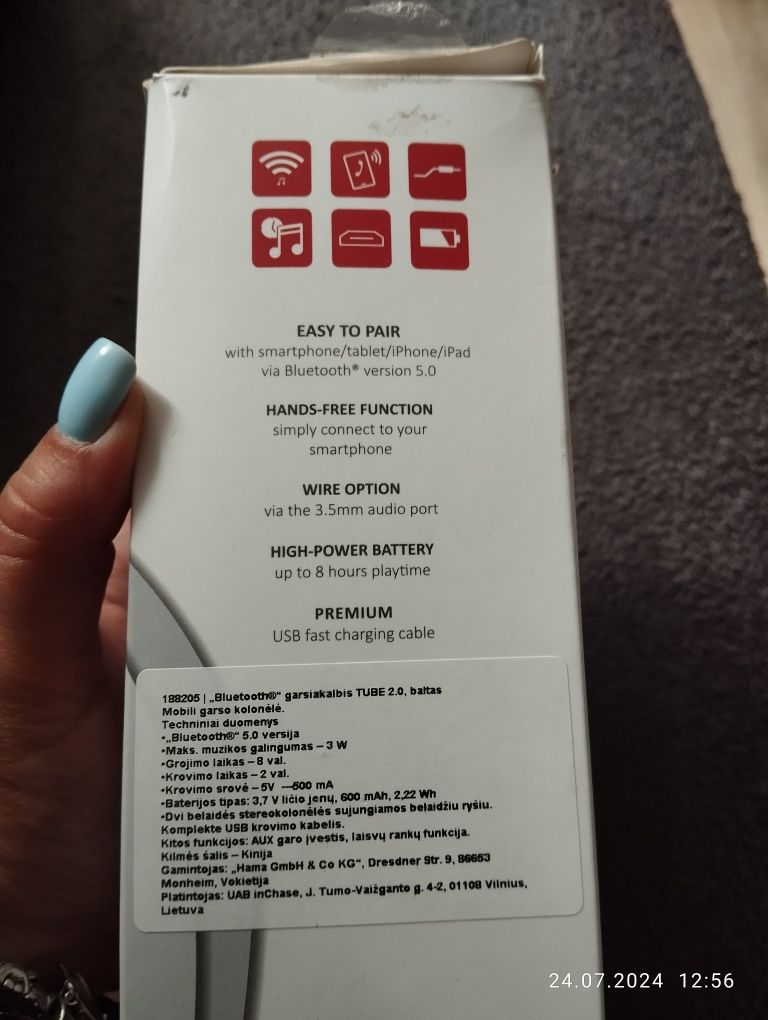 EASY TO PAIR
with smartphone/tablet/iPhone/iPad
via Bluetooth® version 5.0
HANDS-FREE FUNCTION
simply connect to your
smartphone
WIRE OPTION
via the 3.5mm audio port
HIGH-POWER BATTERY
up to 8 hours playtime
PREMIUM
USB fast charging cable
188205 | „Bluetooth®“ garsiakalbis TUBE 2.0, baltas
Mobili garso kolonėlė.
Techniniai duomenys
•„Bluetooth®“ 5.0 versija
•Maks. muzikos galingumas – 3 W
•Grojimo laikas – 8 val.
•Krovimo laikas – 2 val.
•Krovimo srovė – 5V ---500 mA
•Baterijos tipas: 3,7 V ličio jenų, 600 mAh, 2,22 Wh
•Dvi belaidės stereokolonėlės sujungiamos belaidžiu ryšiu.
Komplekte USB krovimo kabelis.
Kitos funkcijos: AUX garo įvestis, laisvų rankų funkcija.
Kilmės šalis – Kinija
Gamintojas: „Hama GmbH & Co KG“, Dresdner Str. 9, 86653
Monheim, Vokietija
Platintojas: UAB inChase, J. Tumo-Vaižganto g. 4-2, 01108 Vilnius,
Lietuva
24.07.2024 12:56